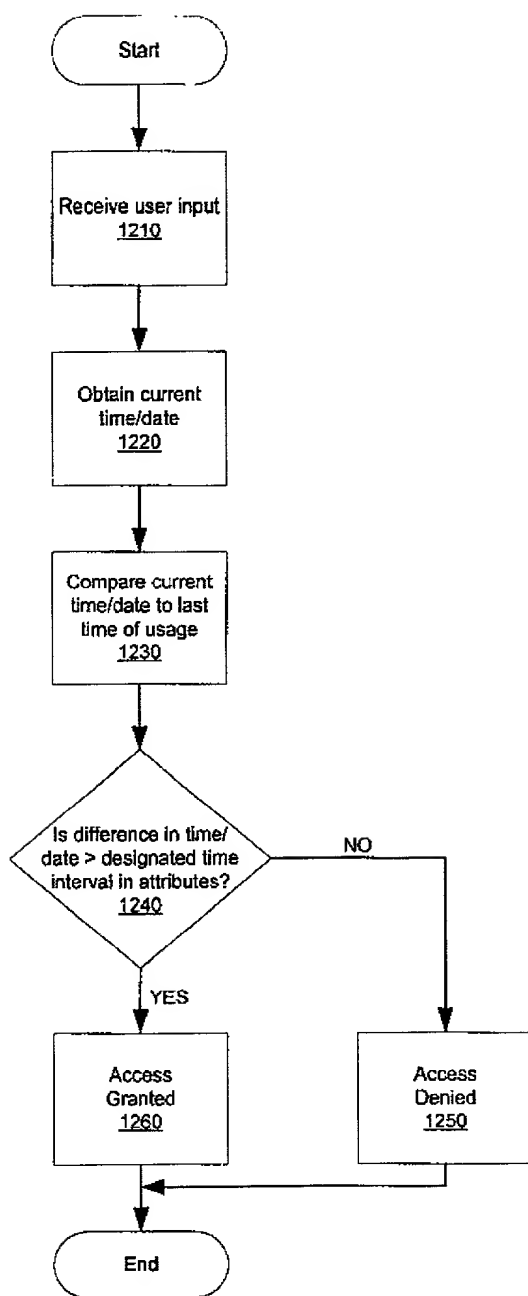 Start
Receive user input
1210
Obtain current
time/date
1220
Compare current
time/date to last
time of usage
1230
Is difference in time/
date > designated time
interval in attributes?
1240
NO
YES
Access
Granted
1260
Access
Denied
1250
End